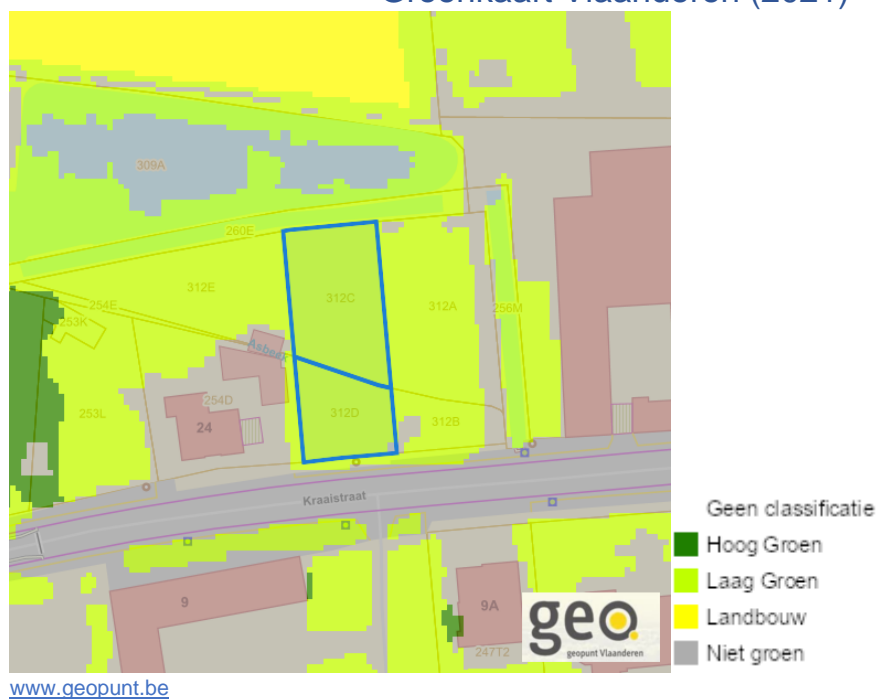 Groenkaart Vlaanderen (2021)
309A
260E
312E
312C
312A
256M
254E
253K
Asbeek
254D
24
253L
312D
312B
Kraaistraat
9
9A
247T2
geo
geopunt Vlaanderen
Geen classificatie
Hoog Groen
Laag Groen
Landbouw
Niet groen
www.geopunt.be